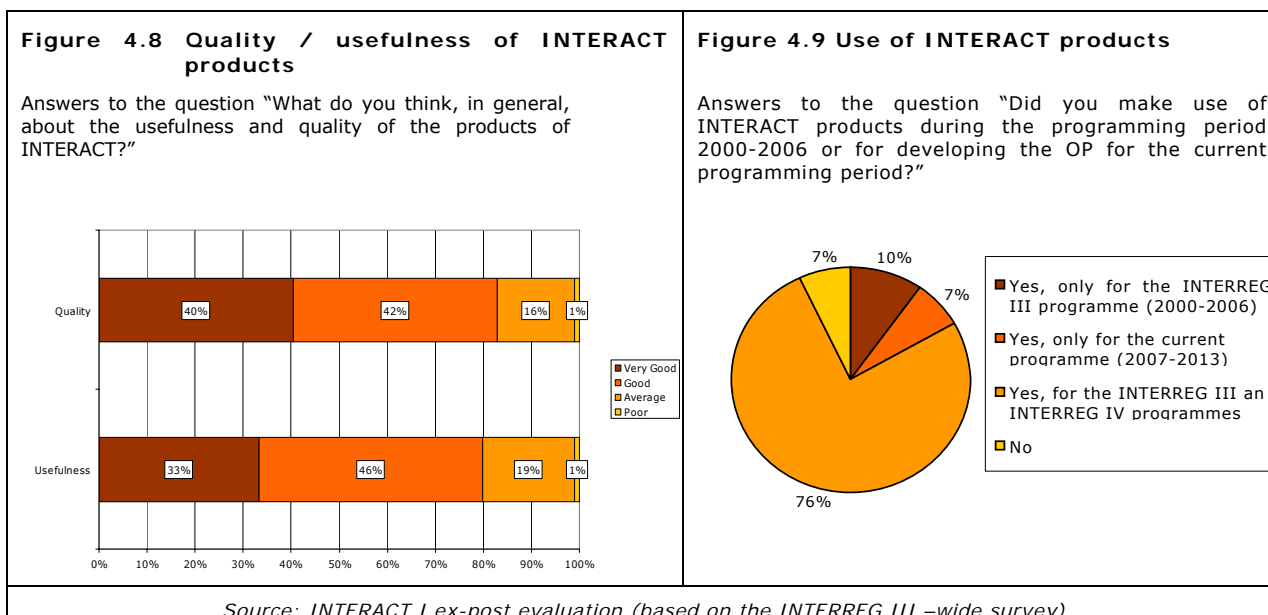 Figure 4.8 Quality / usefulness of INTERACT
products
Answers to the question “What do you think, in general,
about the usefulness and quality of the products of
INTERACT?”
Quality
40%
42%
16%
1%
Usefulness
33%
46%
19%
1%
0% 10% 20% 30% 40% 50% 60% 70% 80% 90% 100%
Very Good
Good
Average
Poor
Figure 4.9 Use of INTERACT products
Answers to the question “Did you make use of
INTERACT products during the programming period
2000-2006 or for developing the OP for the current
programming period?”
7%
10%
7%
76%
Yes, only for the INTERREG
III programme (2000-2006)
Yes, only for the current
programme (2007-2013)
Yes, for the INTERREG III an
INTERREG IV programmes
No
Source: INTERACT I ex-post evaluation (based on the INTERREG III –wide survey)